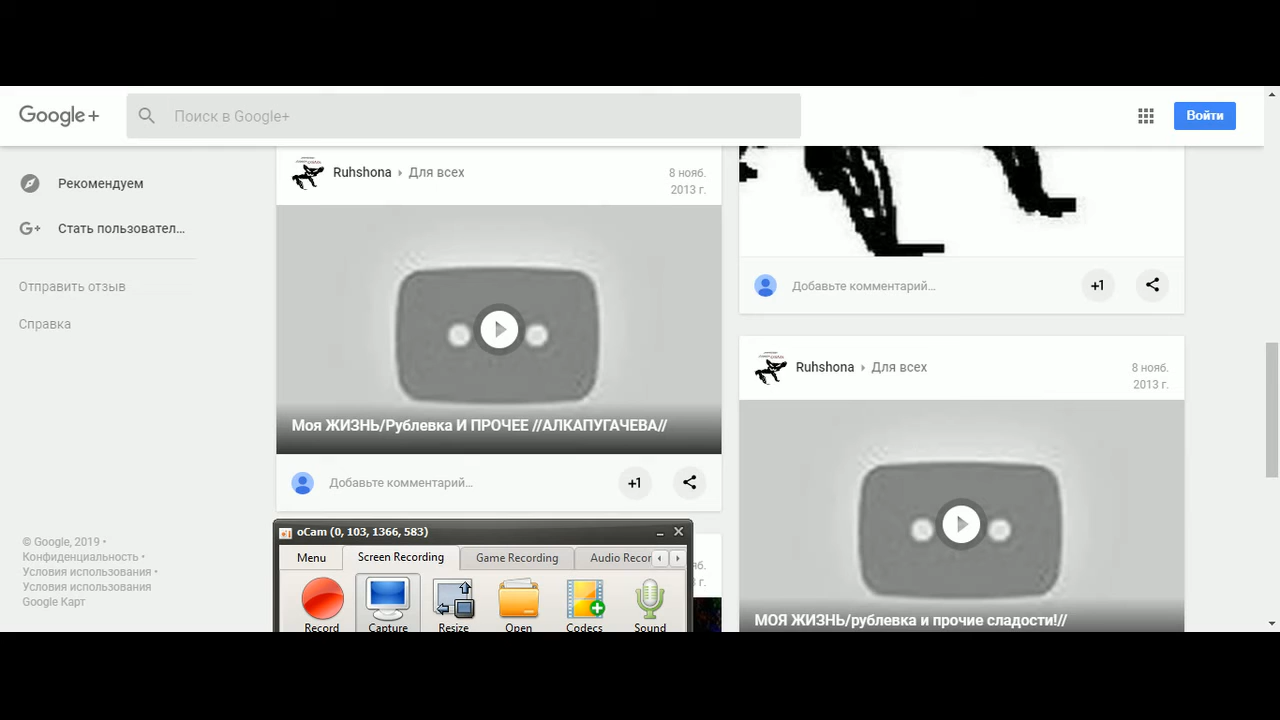 Google+
Поиск в Google+
Войти
Рекомендуем
Стать пользовател...
Отправить отзыв
Справка
© Google, 2019 •
Конфиденциальность •
Условия использования •
Условия использования
Google Карт
Ruhshona
Для всех
8 нояб.
2013 г.
Моя ЖИЗНЬ/Рублевка И ПРОЧЕЕ //АЛКАПУГАЧЕВА//
Добавьте комментарий...
+1
Добавьте комментарий...
+1
Ruhshona
Для всех
8 нояб.
2013 г.
МОЯ ЖИЗНЬ/рублевка и прочие сладости!//
oCam (0, 103, 1366, 583)
Menu
Screen Recording
Game Recording
Audio Recor
Record
Capture
Resize
Open
Codecs
Sound